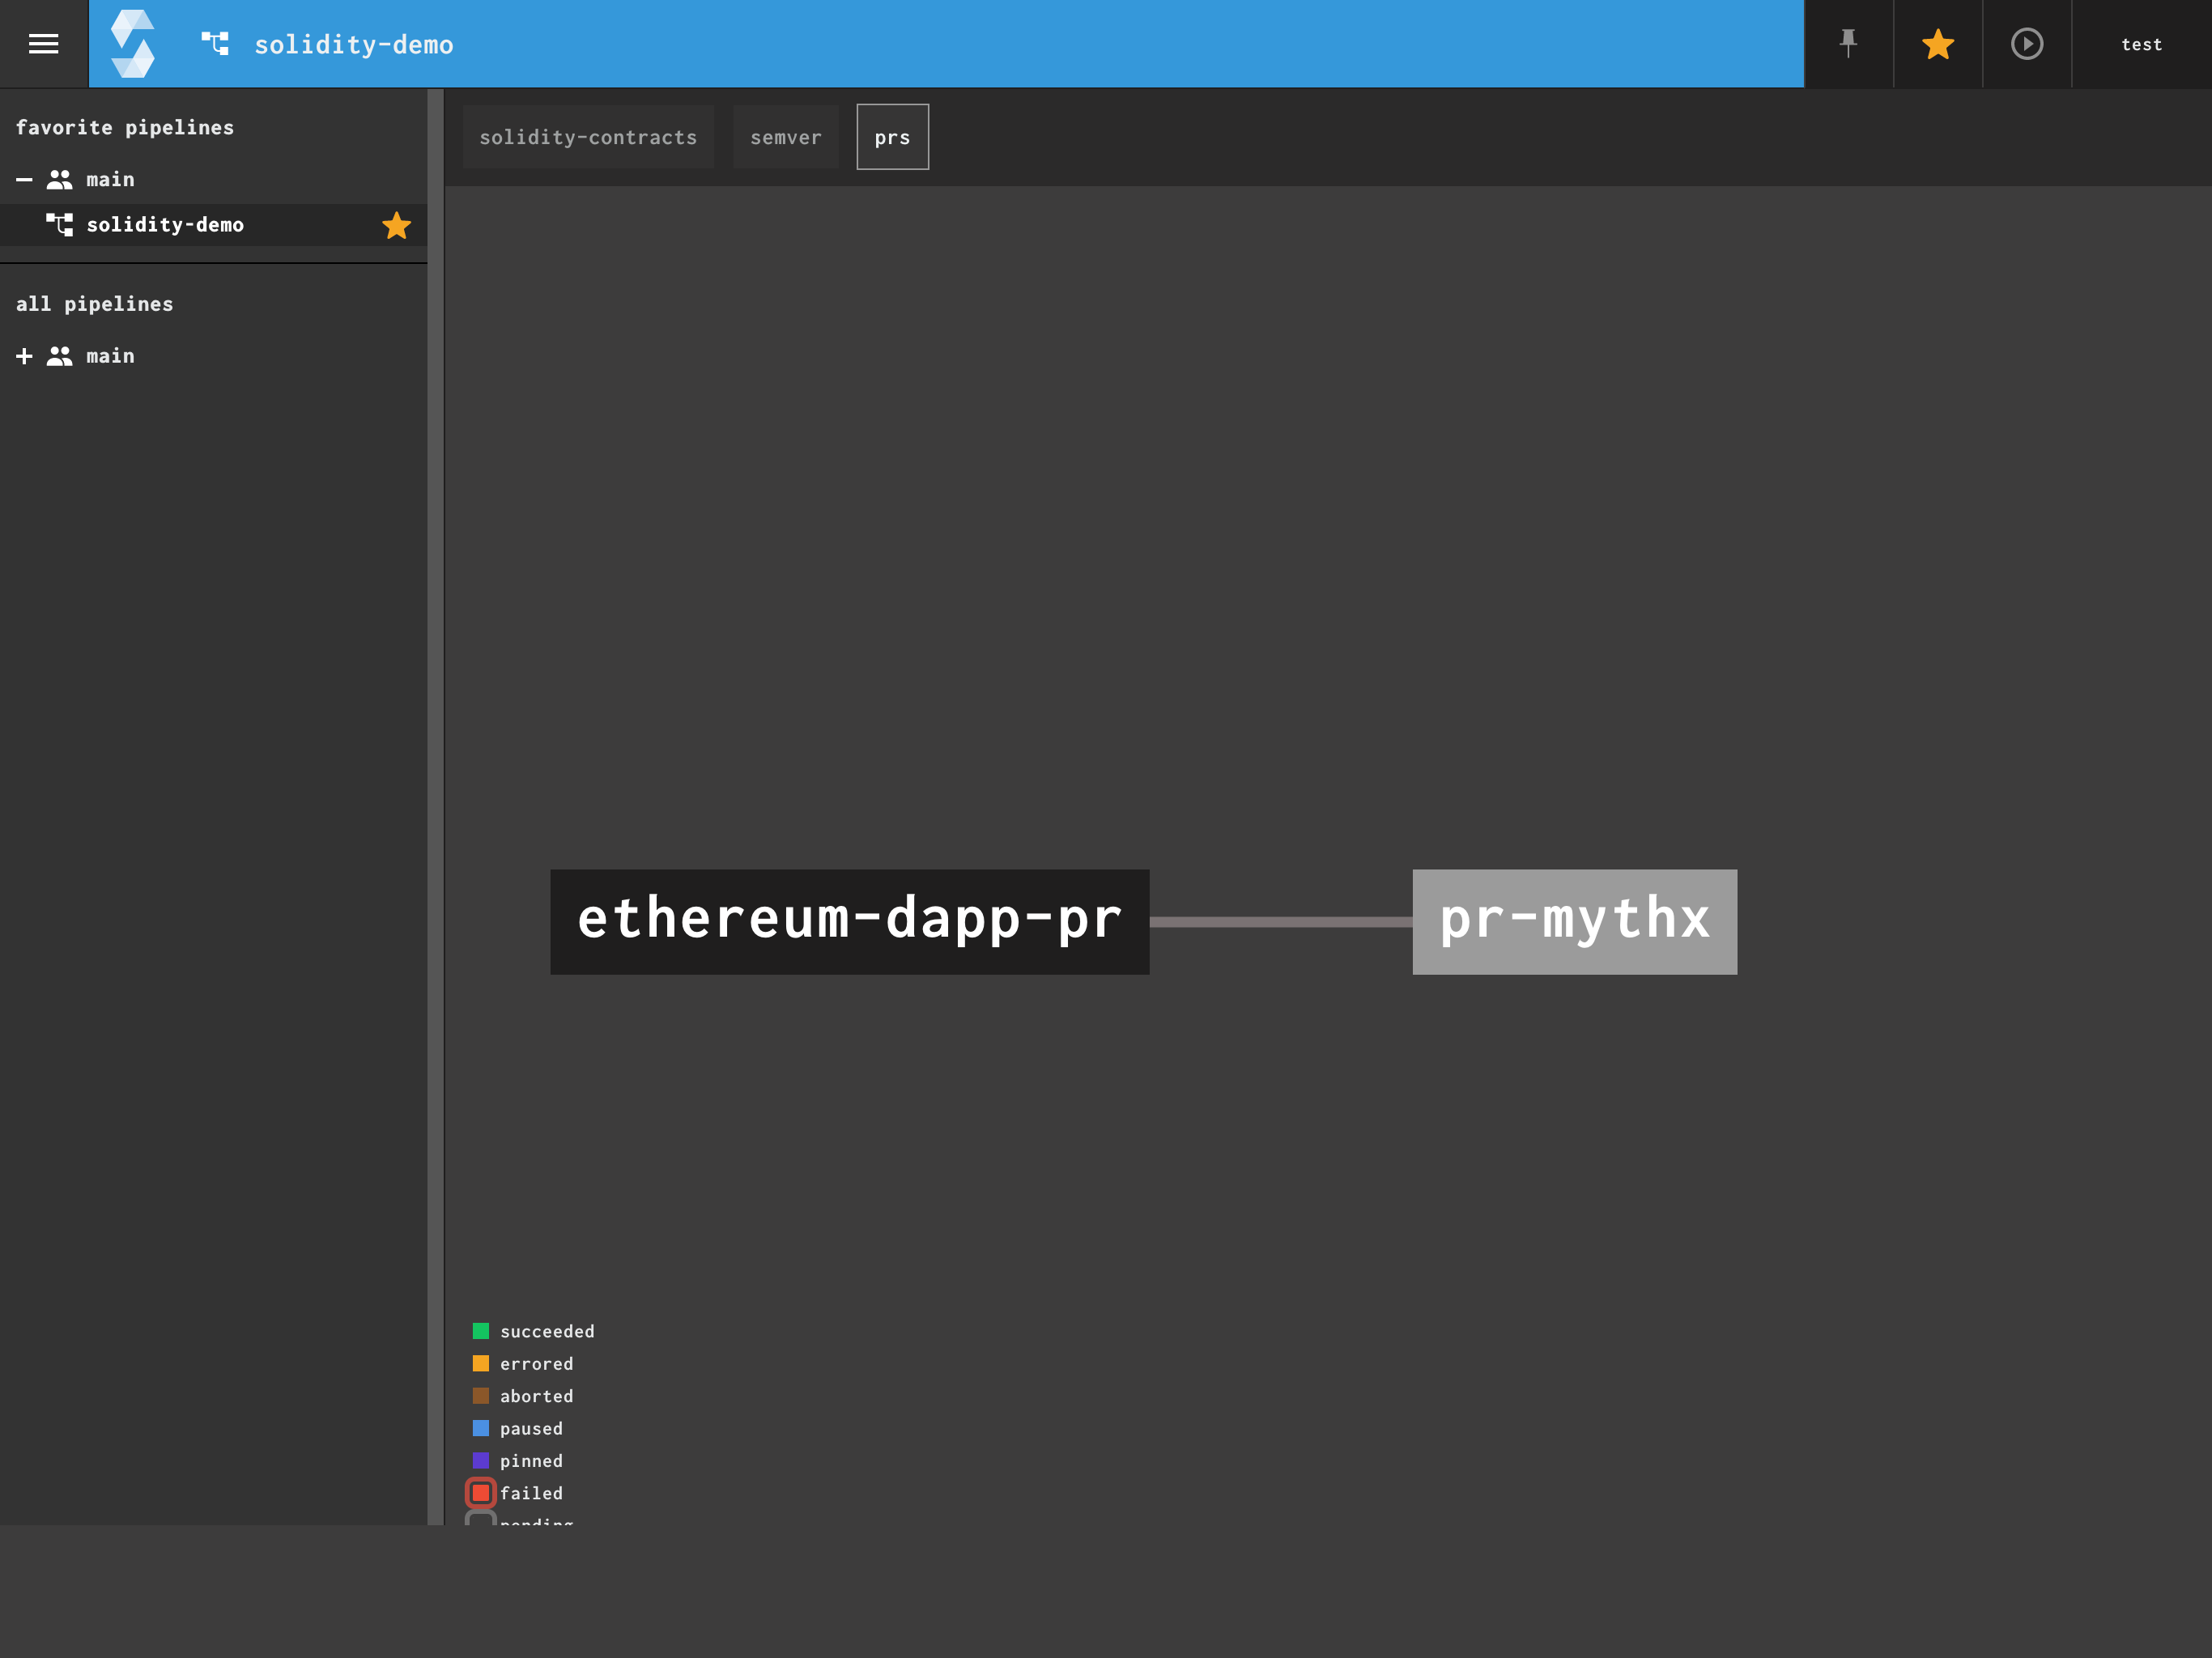 solidity-demo
test
favorite pipelines
main
solidity-demo
all pipelines
main
solidity-contracts
semver
prs
ethereum-dapp-pr
pr-mythx
succeeded
errored
aborted
paused
pinned
failed
pending